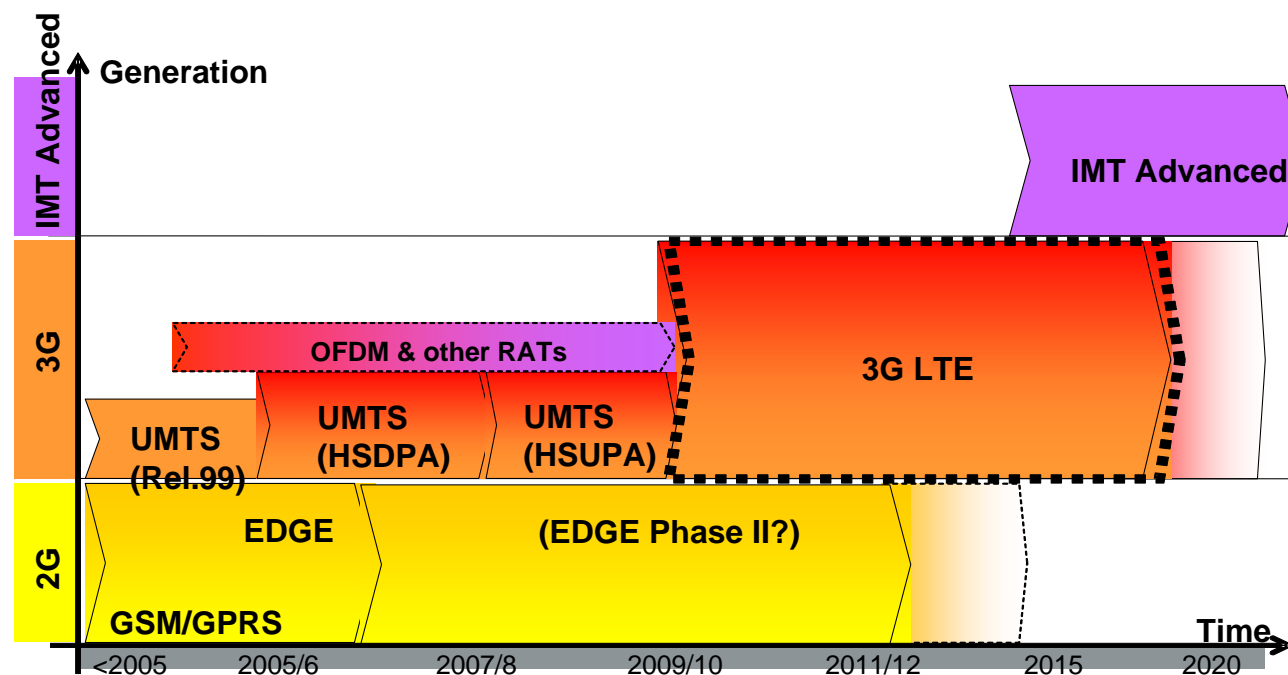 Generation
IMT Advanced
IMT Advanced
3G
OFDM & other RATs
3G LTE
UMTS
(Rel.99)
UMTS
(HSDPA)
UMTS
(HSUPA)
2G
EDGE
(EDGE Phase II?)
GSM/GPRS
Time
<2005
2005/6
2007/8
2009/10
2011/12
2015
2020